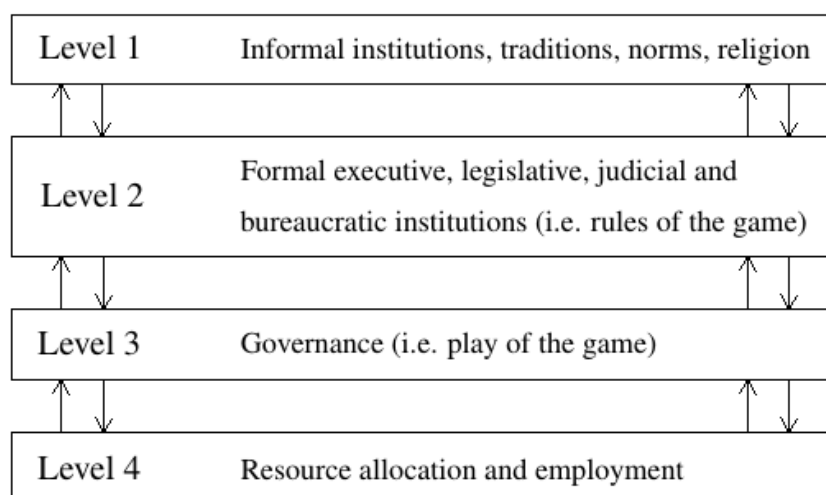 Level 1 Informal institutions, traditions, norms, religion
Level 2 Formal executive, legislative, judicial and
bureaucratic institutions (i.e. rules of the game)
Level 3 Governance (i.e. play of the game)
Level 4 Resource allocation and employment